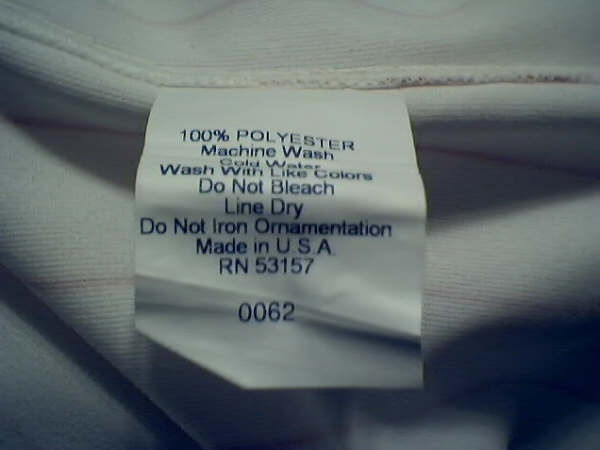 100% POLYESTER
Machine Wash
Cold Water
Wash With Like Colors
Do Not Bleach
Line Dry
Do Not Iron Ornamentation
Made in U S.A.
RN 53157
0062